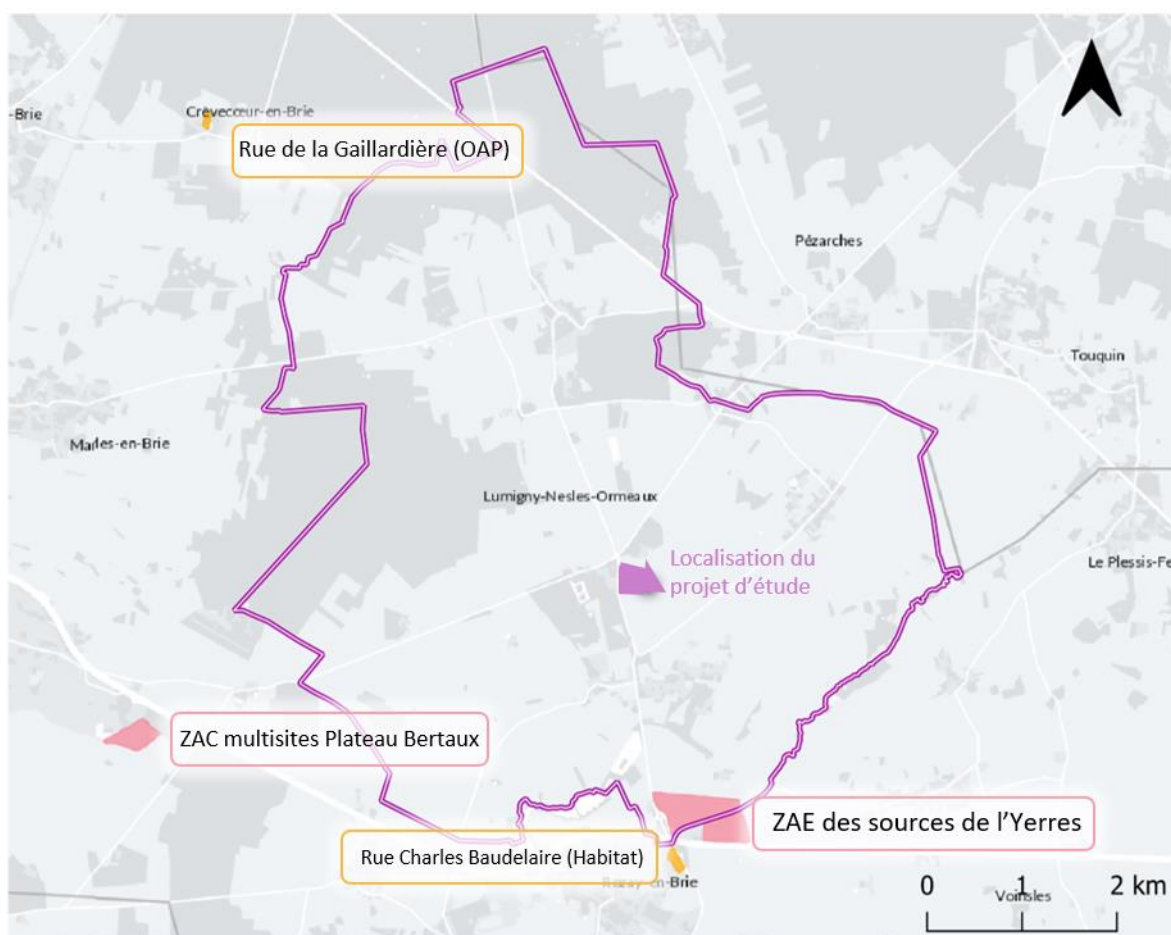 Crèvecœur-en-Brie
-Brie
Rue de la Gaillardière (OAP)
Pézarches
Touquin
Marles-en-Brie
Lumigny-Nesles-Ormeaux
Localisation du
projet d'étude
Le Plessis-Fe
ZAC multisites Plateau Bertaux
ZAE des sources de l'Yerres
Rue Charles Baudelaire (Habitat)
Rozay-en-Brie
0 1 2 km
Voinsles